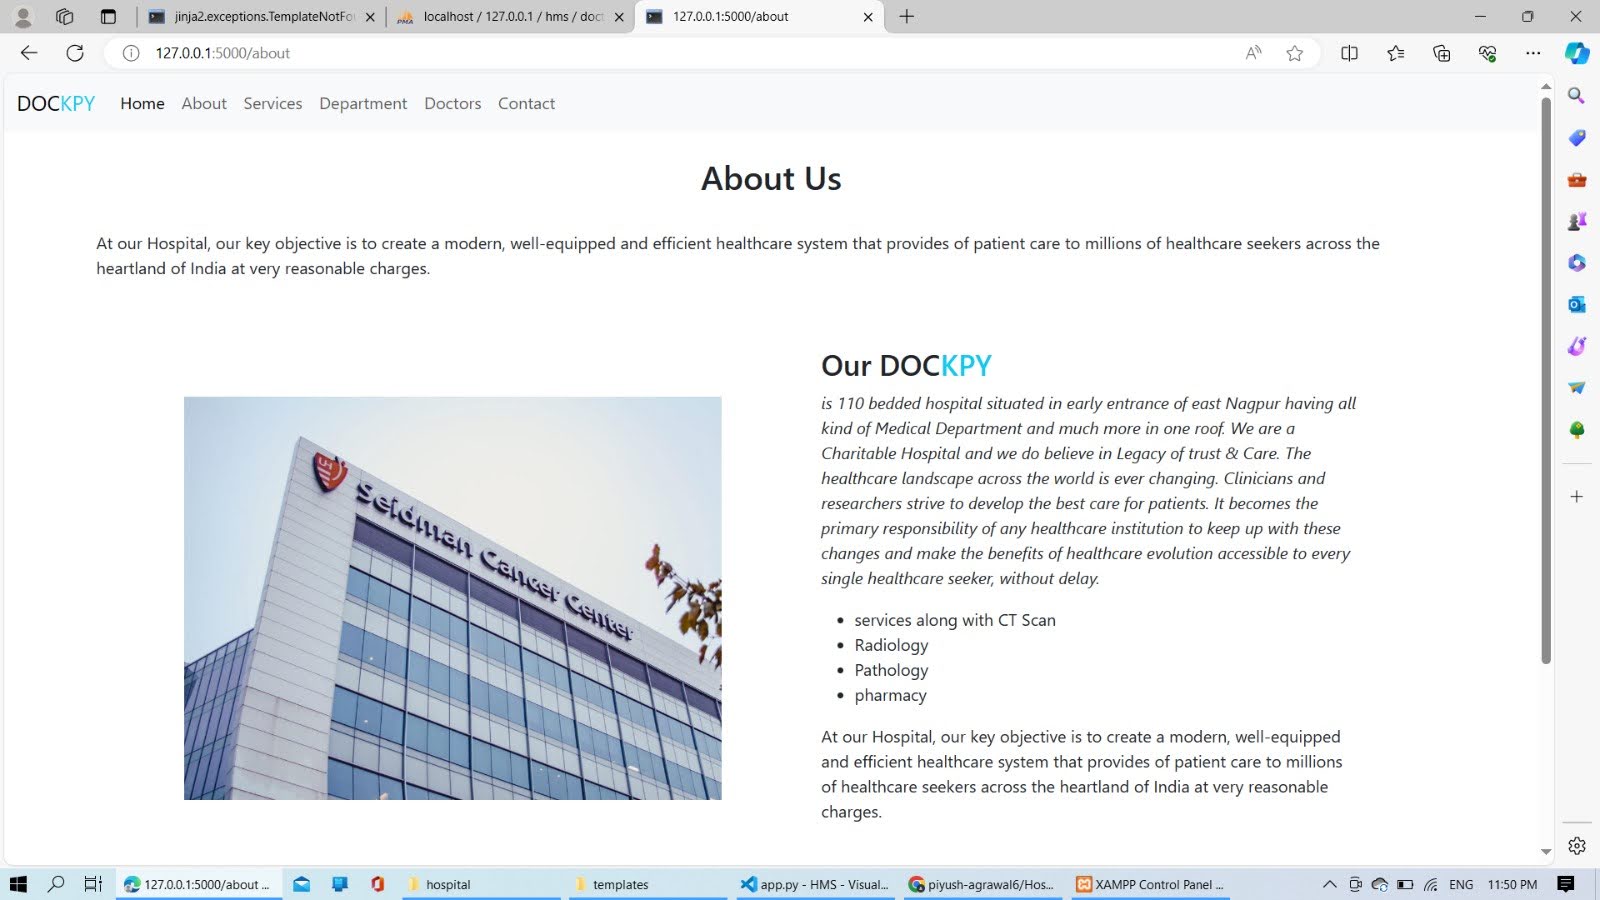 jinja2.exceptions.TemplateNotFou
localhost / 127.0.0.1 / hms / doct
127.0.0.1:5000/about
127.0.0.1:5000/about
DOCKPY Home About Services Department Doctors Contact
About Us
At our Hospital, our key objective is to create a modern, well-equipped and efficient healthcare system that provides of patient care to millions of healthcare seekers across the
heartland of India at very reasonable charges.
Our DOCKPY
is 110 bedded hospital situated in early entrance of east Nagpur having all
kind of Medical Department and much more in one roof. We are a
Charitable Hospital and we do believe in Legacy of trust & Care. The
healthcare landscape across the world is ever changing. Clinicians and
researchers strive to develop the best care for patients. It becomes the
primary responsibility of any healthcare institution to keep up with these
changes and make the benefits of healthcare evolution accessible to every
single healthcare seeker, without delay.
Seidman Cancer Center
services along with CT Scan
Radiology
Pathology
pharmacy
At our Hospital, our key objective is to create a modern, well-equipped
and efficient healthcare system that provides of patient care to millions
of healthcare seekers across the heartland of India at very reasonable
charges.
127.0.0.1:5000/about ...
hospital
templates
app.py - HMS - Visual...
piyush-agrawal6/Hos...
XAMPP Control Panel ...
ENG
11:50 PM